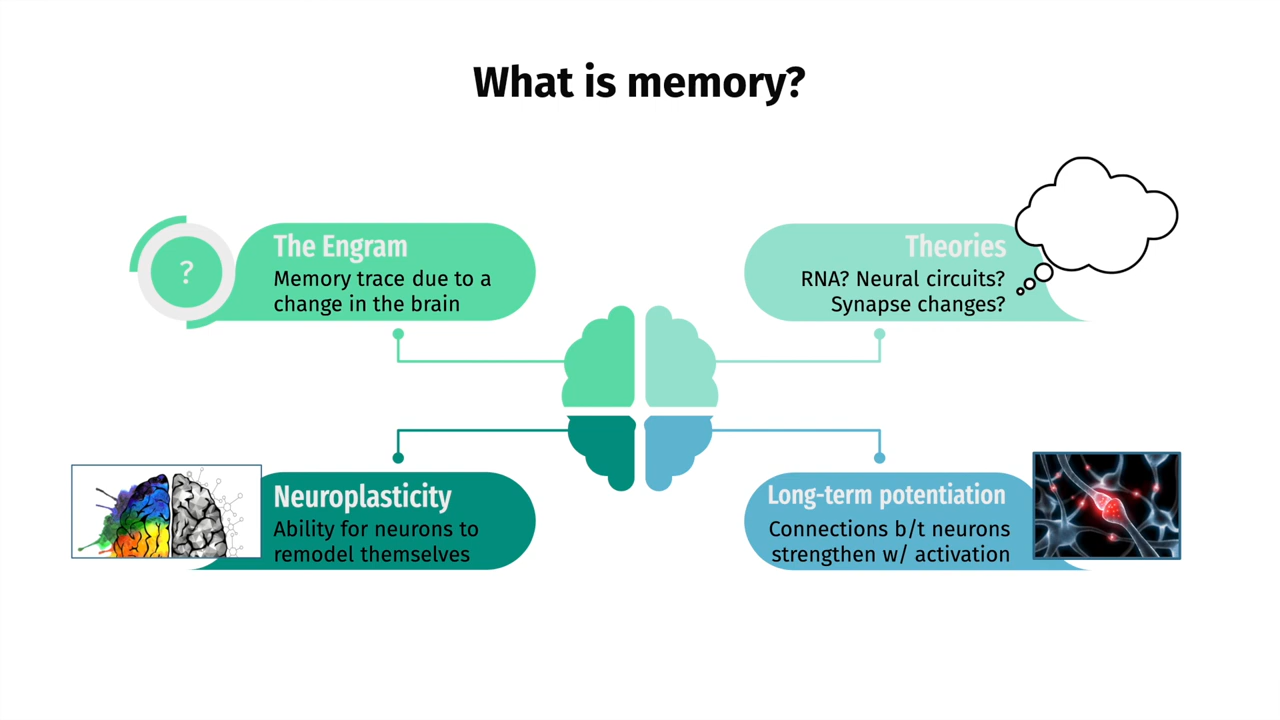 What is memory?
?
The Engram
Memory trace due to a
change in the brain
Theories
RNA? Neural circuits?
Synapse changes?
Neuroplasticity
Ability for neurons to
remodel themselves
Long-term potentiation
Connections b/t neurons
strengthen w/ activation